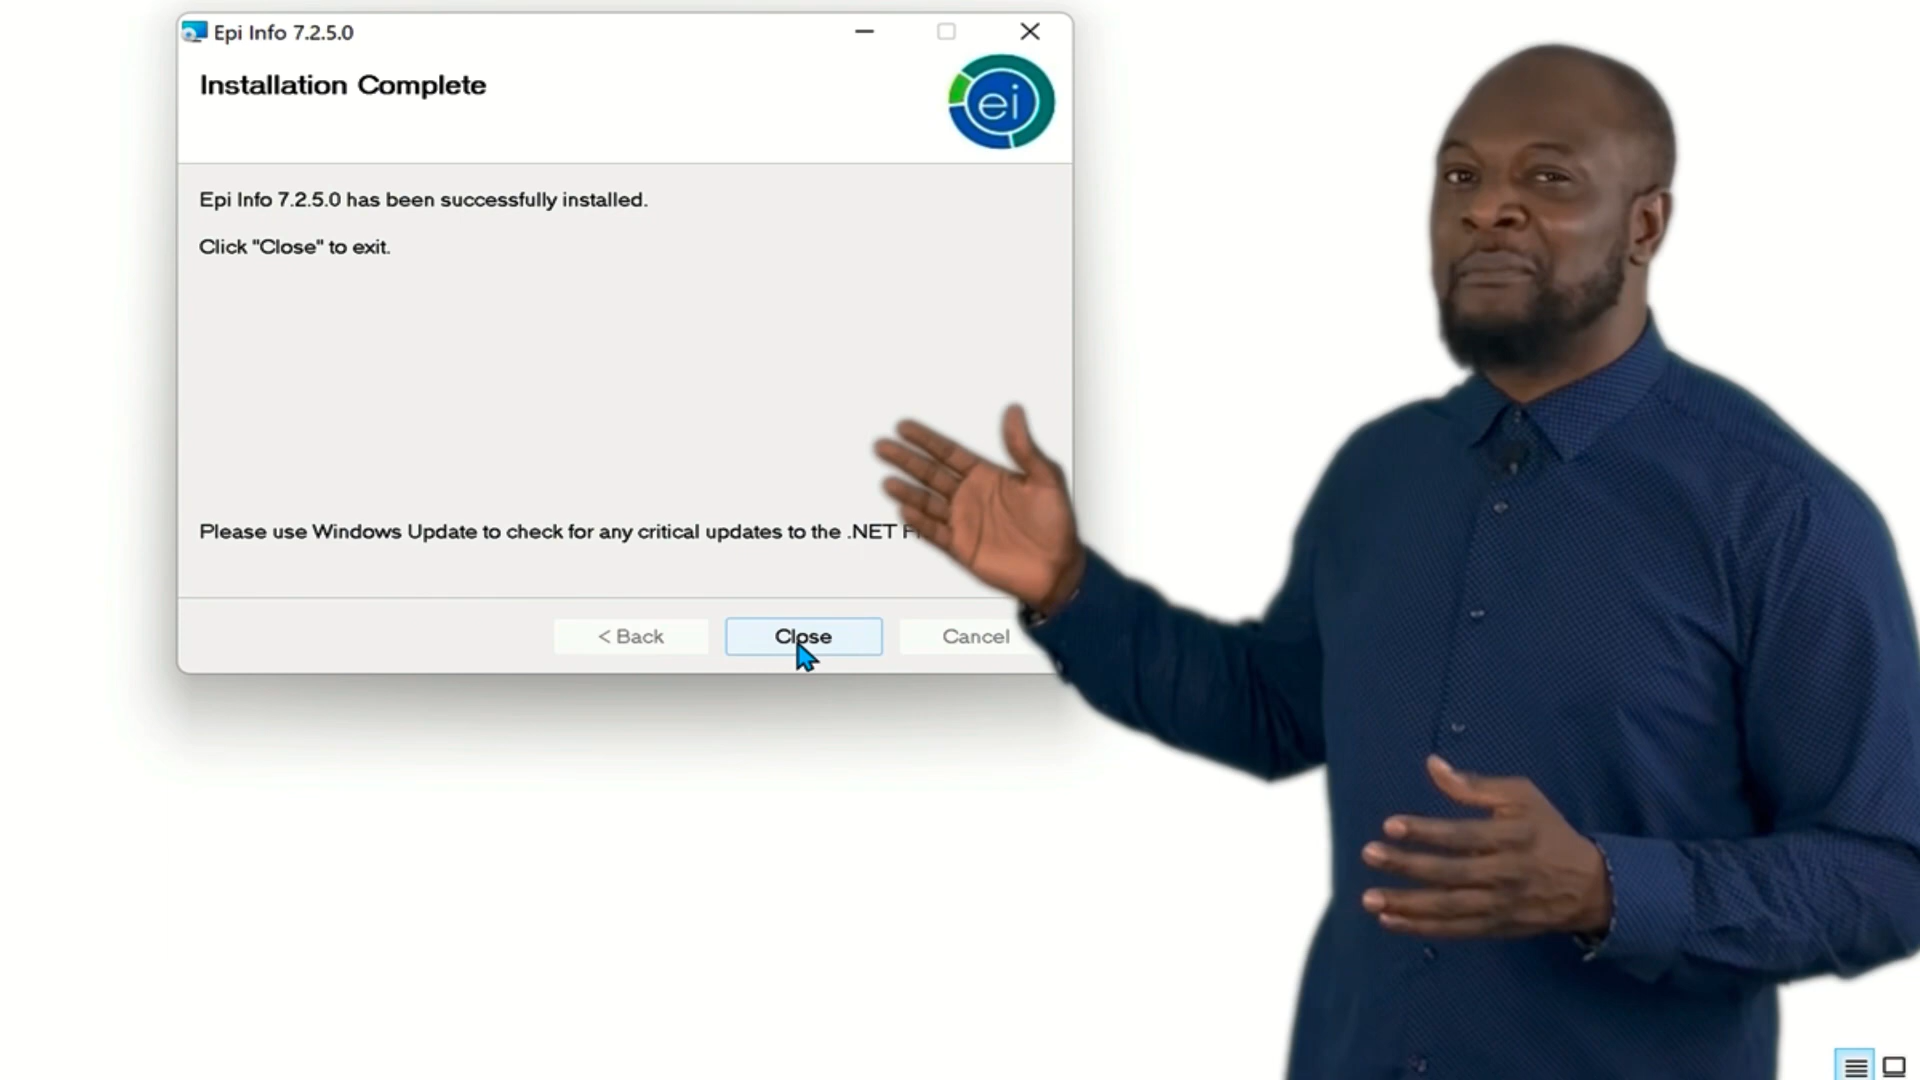 Epi Info 7.2.5.0
Installation Complete
ei
Epi Info 7.2.5.0 has been successfully installed.
Click "Close" to exit.
Please use Windows Update to check for any critical updates to the .NET
< Back
Close
Cancel